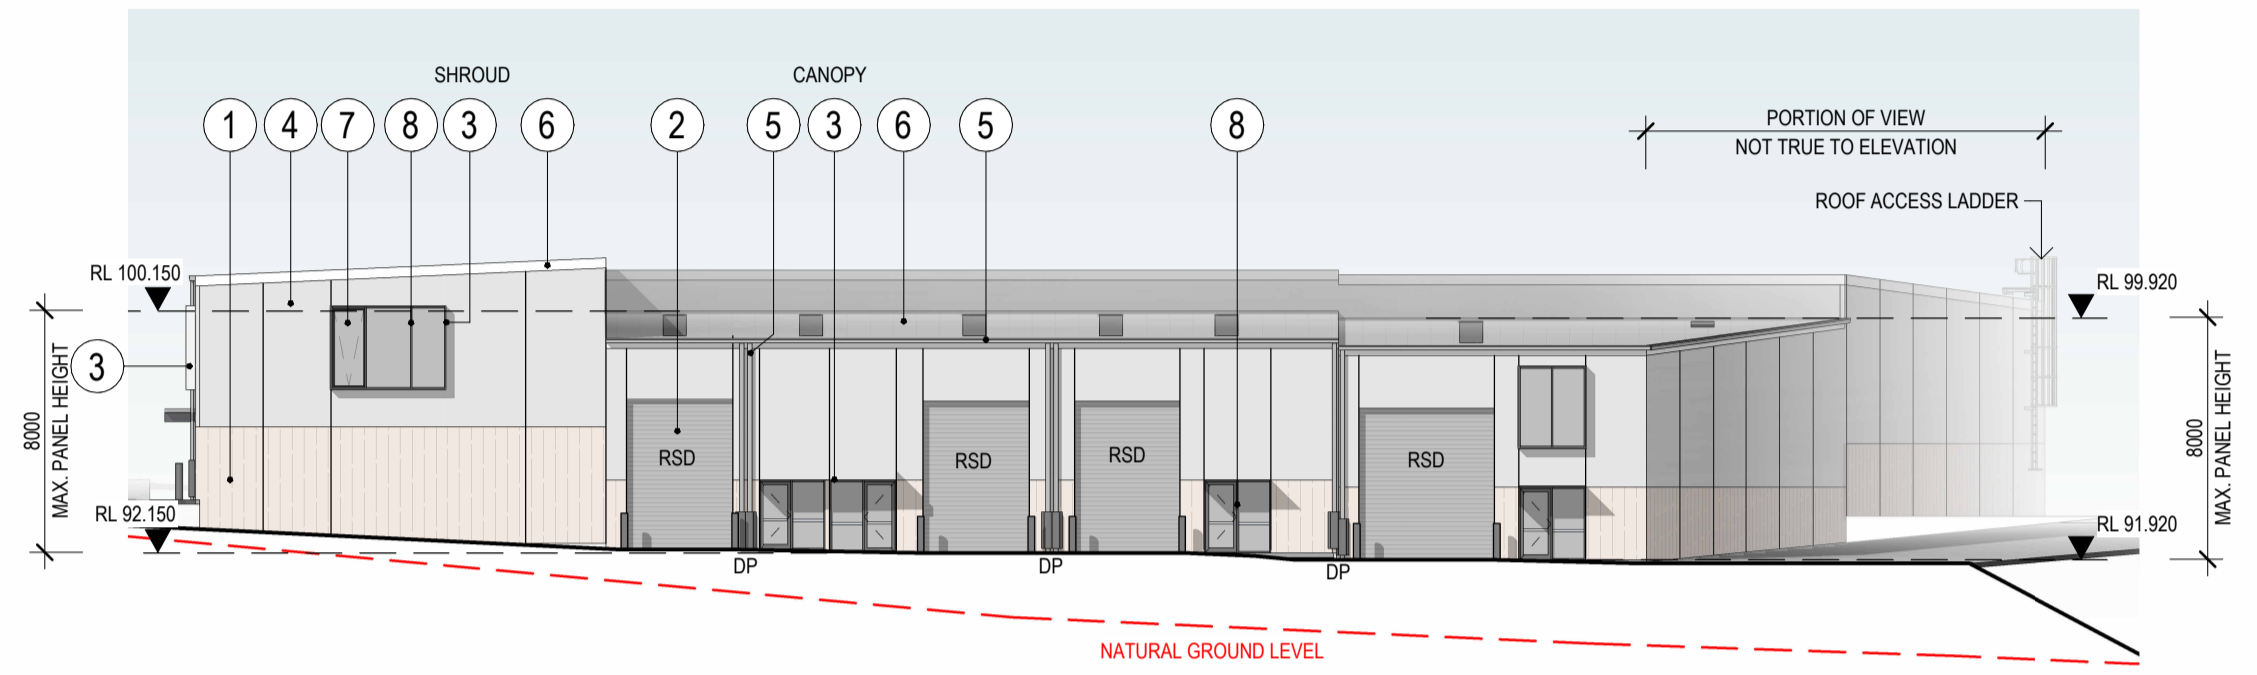 SHROUD
CANOPY
1 4 7 8 3 6 2 5 3 6 5 8
PORTION OF VIEW
NOT TRUE TO ELEVATION
ROOF ACCESS LADDER
RL 100.150
RL 99.920
3
8000
MAX. PANEL HEIGHT
RSD
RSD
RSD
RSD
8000
MAX. PANEL HEIGHT
RL 92.150
RL 91.920
DP
DP
DP
NATURAL GROUND LEVEL